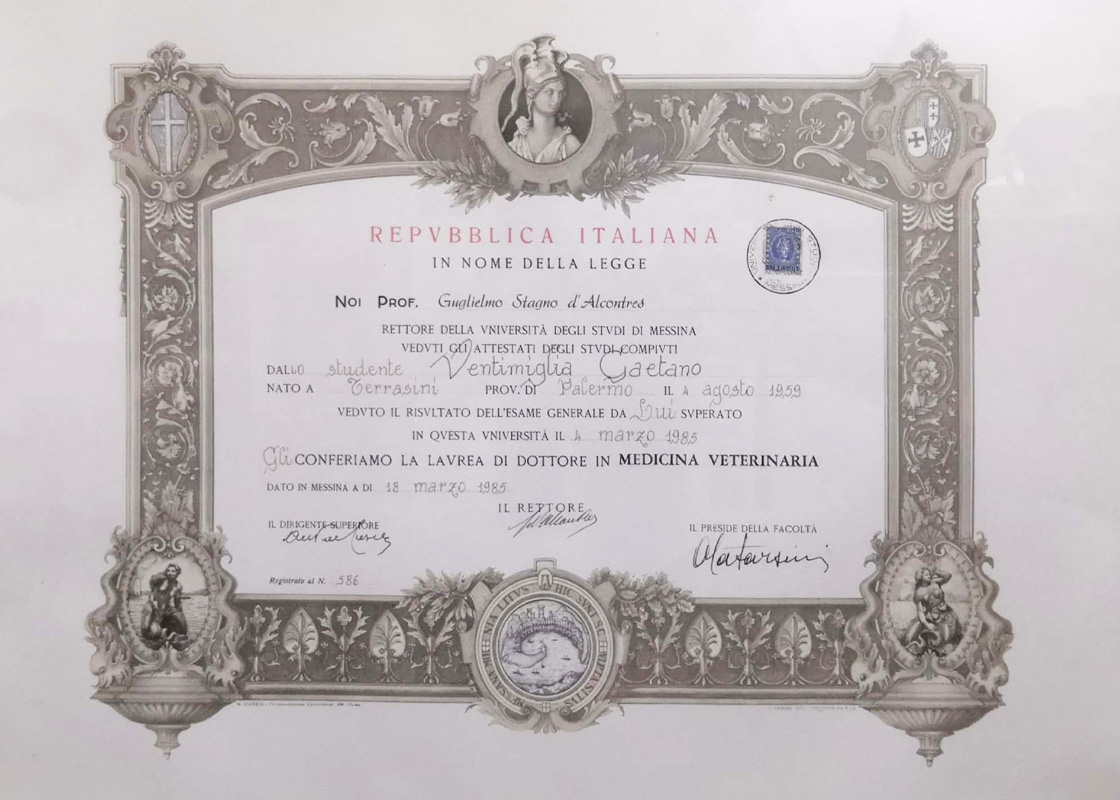 REPVBBLICA ITALIANA
IN NOME DELLA LEGGE
NOI PROF. Guglielmo Stagno d'Alcontres
RETTORE DELLA VNIVERSITÀ DEGLI STVDI DI MESSINA
VEDVTI GLI ATTESTATI DEGLI STVDI COMPIVTI
DALLO studente Ventimiglia Gaetano
NATO A Terrasini PROV. DI Palermo IL 4 agosto 1959
VEDVTO IL RISVLTATO DELL'ESAME GENERALE DA Lui SVPERATO
IN QVESTA VNIVERSITÀ IL 4 marzo 1985
Gli CONFERIAMO LA LAVREA DI DOTTORE IN MEDICINA VETERINARIA
DATO IN MESSINA A DI 18 marzo 1985
IL RETTORE
IL DIRIGENTE SUPERIORE
IL PRESIDE DELLA FACOLTÀ
Registrato al N. 586
MESSINA